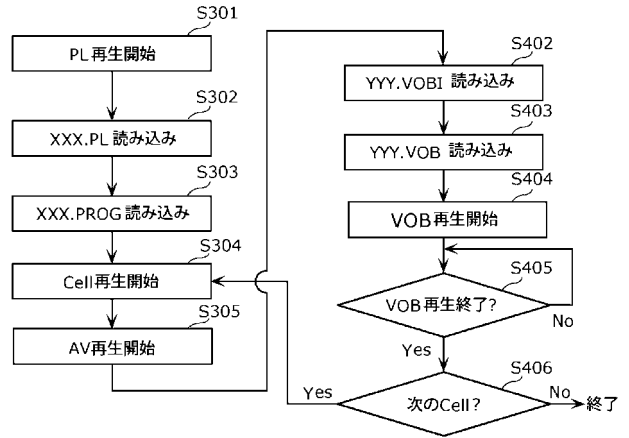 S301
PL再生開始
S302
XXX.PL 読み込み
S303
XXX.PROG 読み込み
S304
Cell再生開始
S305
AV再生開始
S402
YYY.VOBI 読み込み
S403
YYY.VOB 読み込み
S404
VOB再生開始
S405
VOB再生終了?
No
Yes
S406
次のCell?
Yes
No
終了